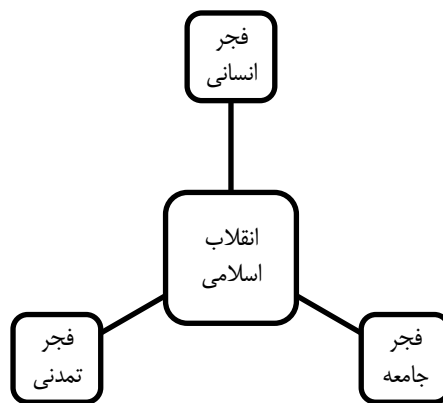 فجر
انسانی
انقلاب
اسلامی
فجر
جامعه
فجر
تمدنی